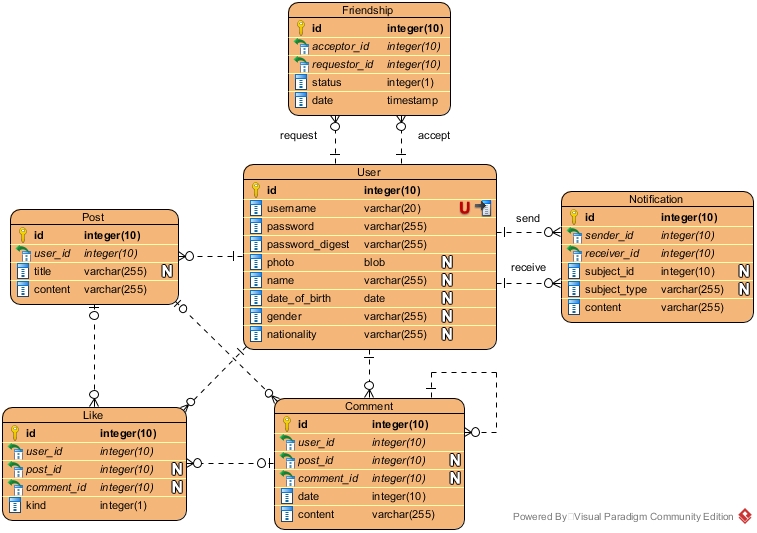 Friendship
id integer(10)
acceptor_id integer(10)
requestor_id integer(10)
status integer(1)
date timestamp
request accept
User
id integer(10)
username varchar(20) U
password varchar(255)
password_digest varchar(255)
photo blob N
name varchar(255) N
date_of_birth date N
gender varchar(255) N
nationality varchar(255) N
send
receive
Notification
id integer(10)
sender_id integer(10)
receiver_id integer(10)
subject_id integer(10) N
subject_type varchar(255) N
content varchar(255)
Post
id integer(10)
user_id integer(10)
title varchar(255) N
content varchar(255)
Like
id integer(10)
user_id integer(10)
post_id integer(10) N
comment_id integer(10) N
kind integer(1)
Comment
id integer(10)
user_id integer(10)
post_id integer(10) N
comment_id integer(10) N
date integer(10)
content varchar(255)
Powered By Visual Paradigm Community Edition